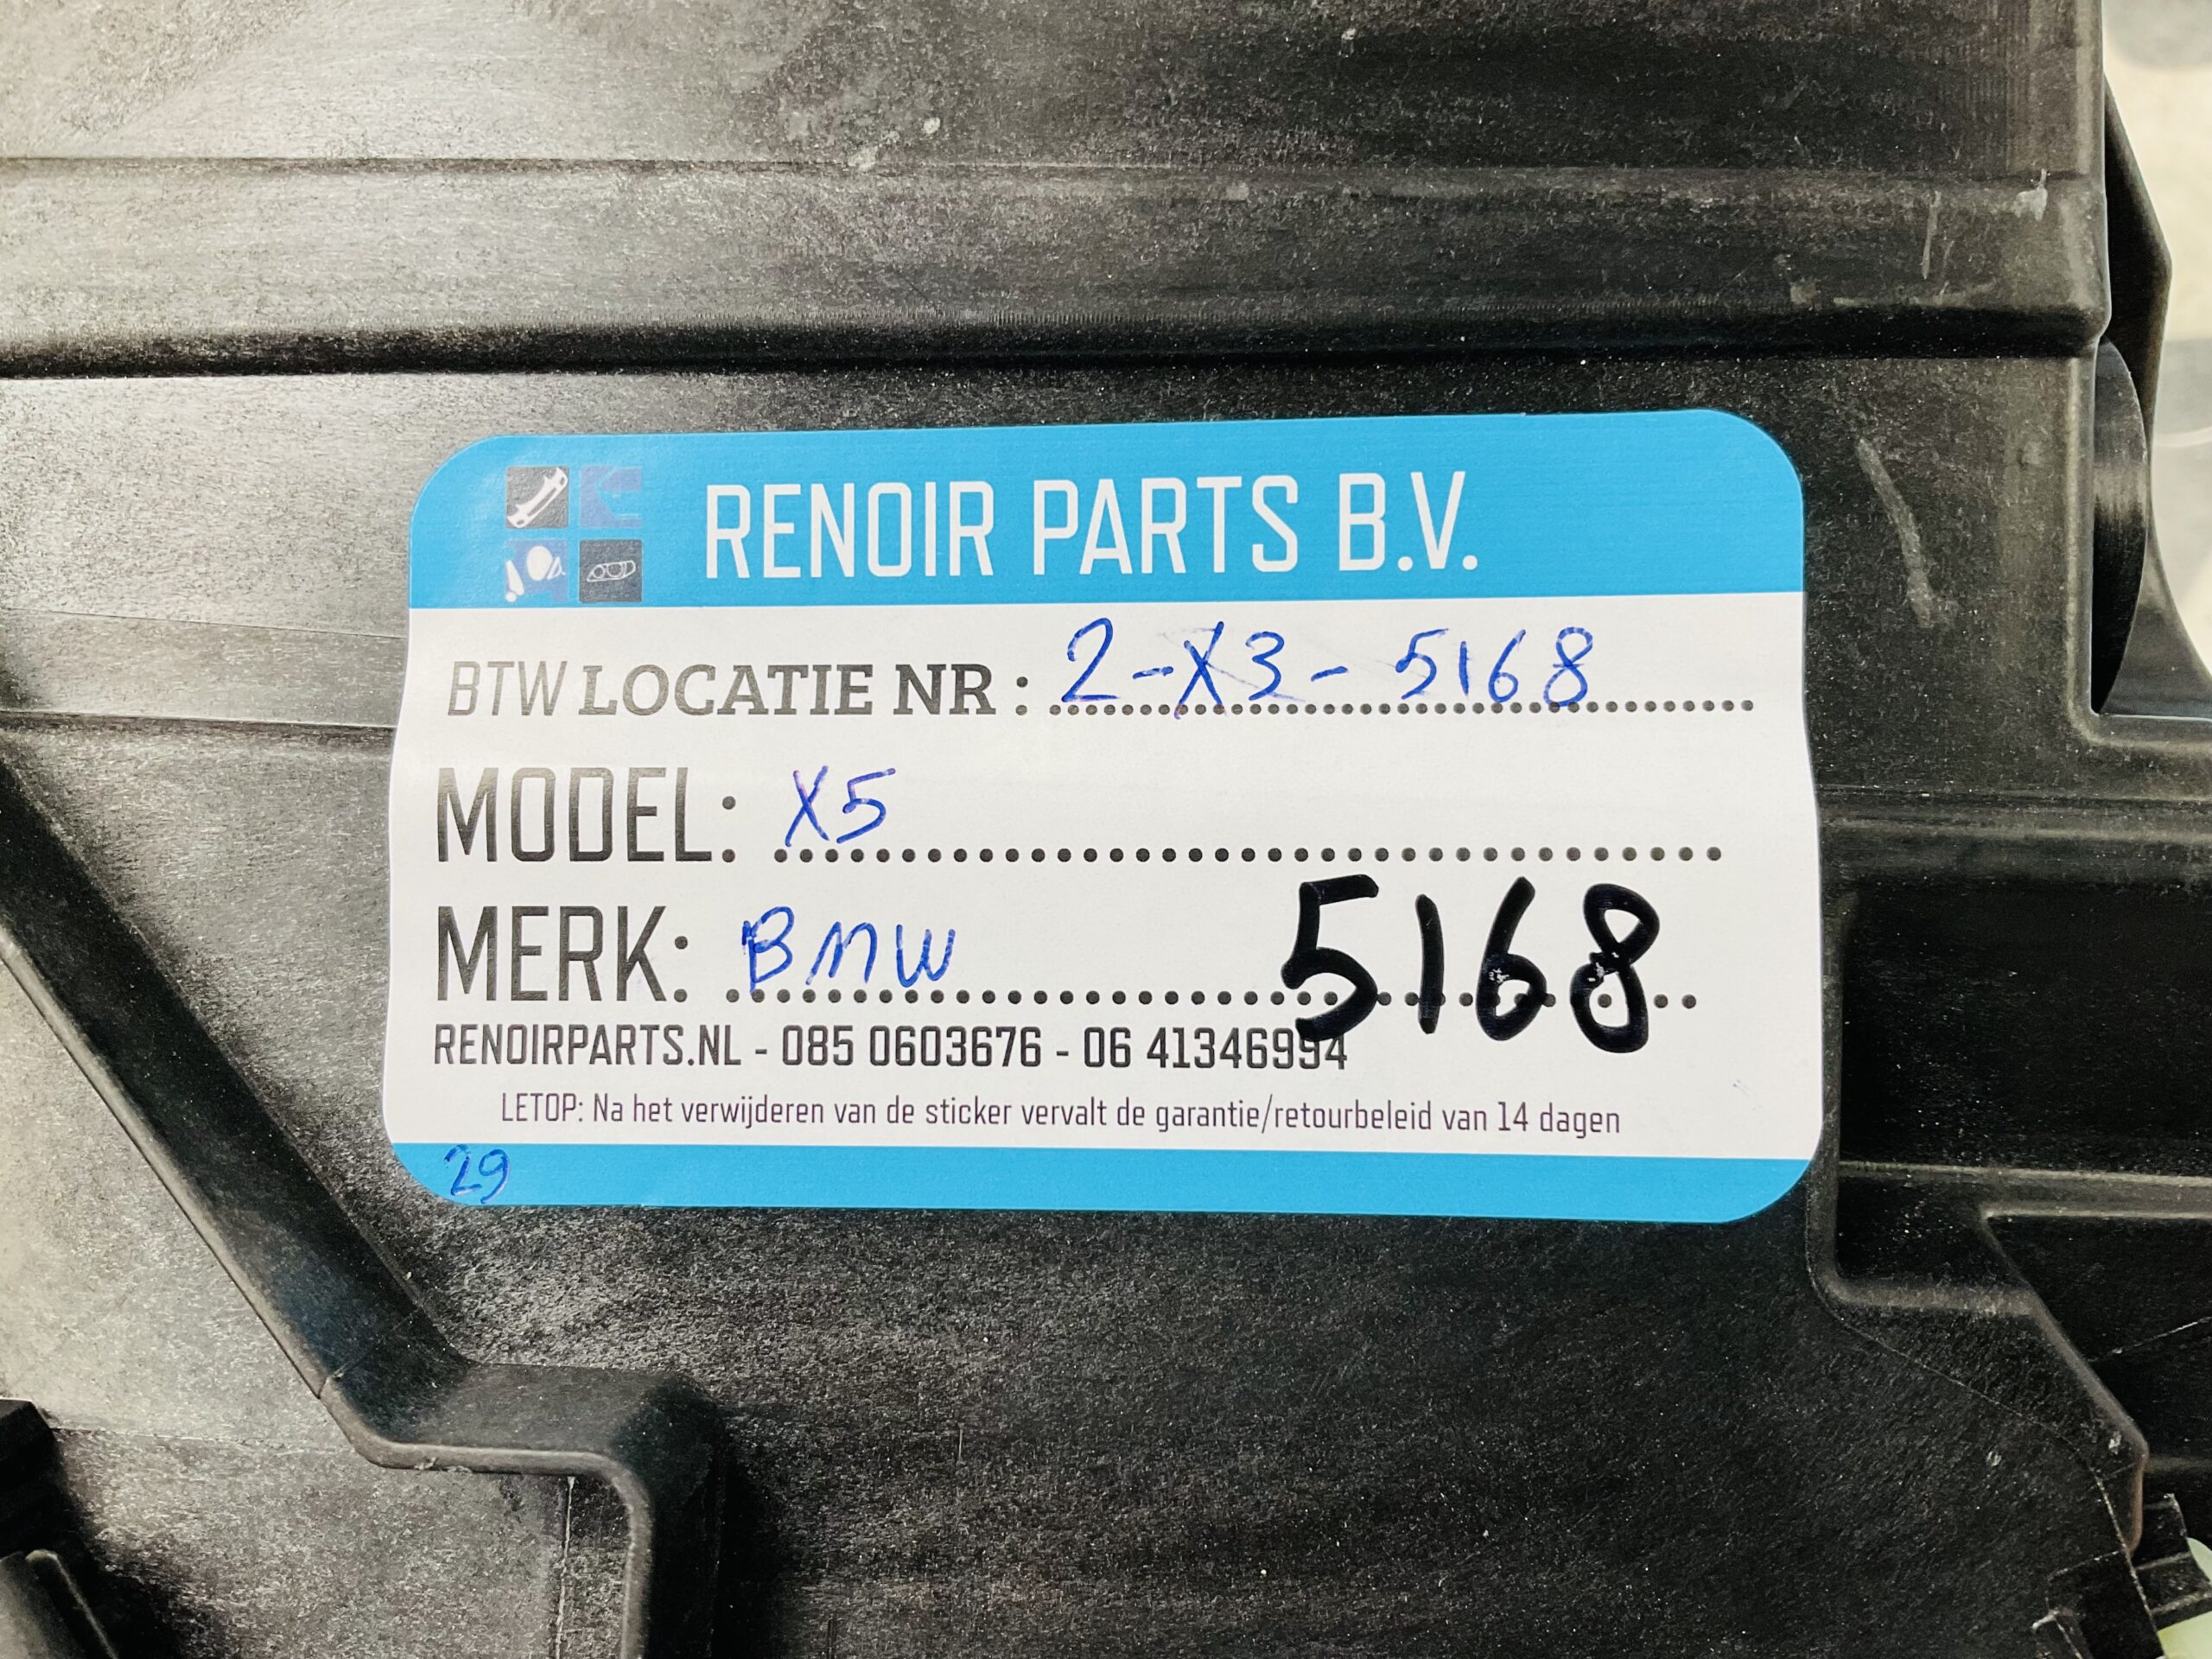 RENOIR PARTS B.V.
BTW LOCATIE NR : 2-X3-5168
MODEL: X5
MERK: BMW 5168
RENOIRPARTS.NL - 085 0603676 - 06 41346994
LETOP: Na het verwijderen van de sticker vervalt de garantie/retourbeleid van 14 dagen
29